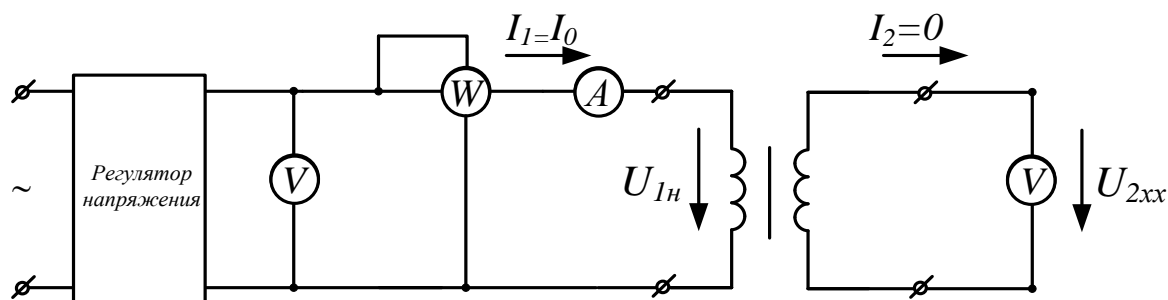 I1=I0
I2=0
W
A
~
Регулятор
напряжения
V
U1н
V
U2хх